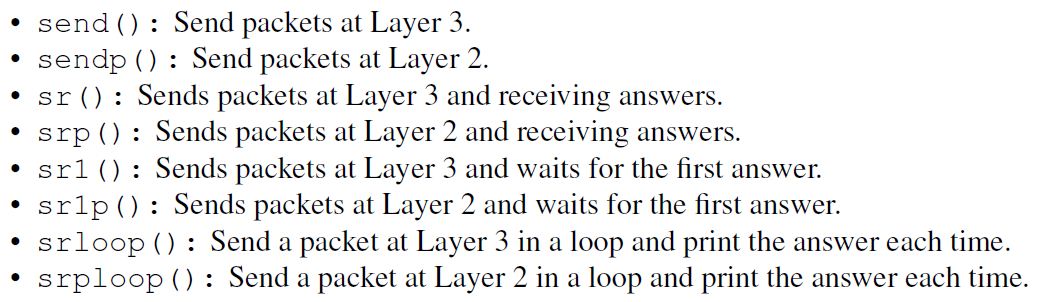 • send(): Send packets at Layer 3.
• sendp(): Send packets at Layer 2.
• sr(): Sends packets at Layer 3 and receiving answers.
• srp(): Sends packets at Layer 2 and receiving answers.
• sr1(): Sends packets at Layer 3 and waits for the first answer.
• sr1p(): Sends packets at Layer 2 and waits for the first answer.
• srloop(): Send a packet at Layer 3 in a loop and print the answer each time.
• srploop(): Send a packet at Layer 2 in a loop and print the answer each time.